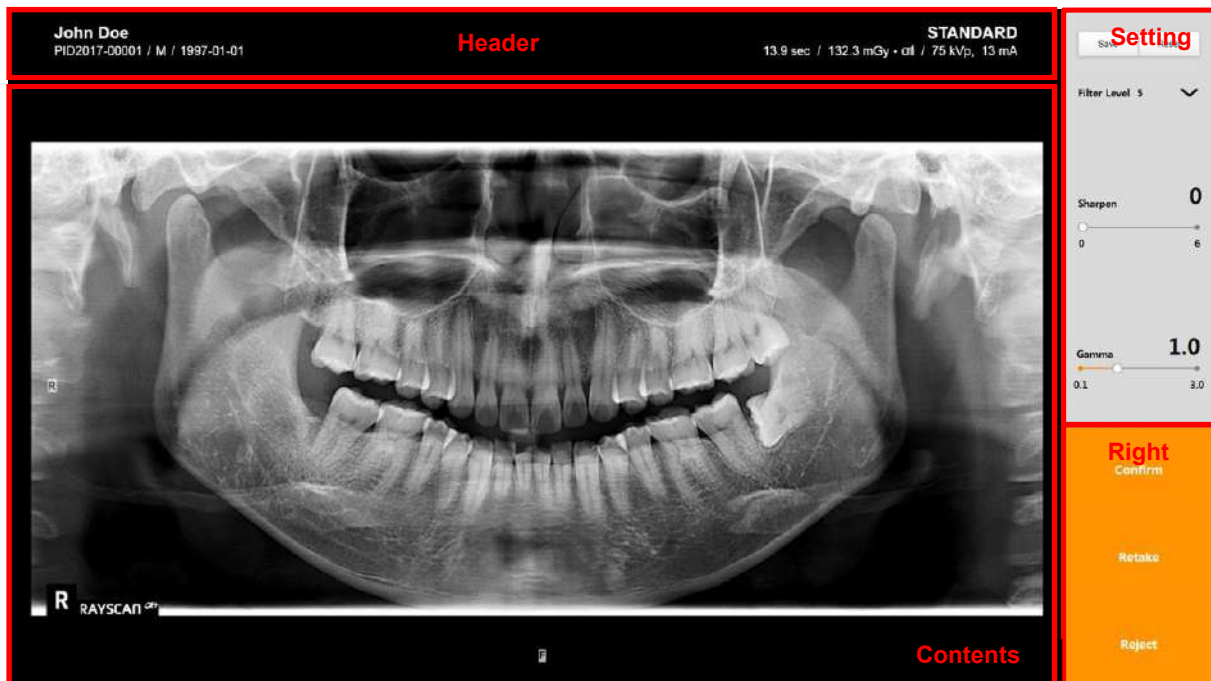 John Doe
PID2017-00001 / M / 1997-01-01
Header
STANDARD
13.9 sec / 132.3 mGy • ㎠ / 75 kVp, 13 mA
Setting
Save
Filter Level 5
Sharpen 0
0 6
Gamma 1.0
0.1 3.0
R
R RAYSCAN α+
F
Contents
Right
Confirm
Retake
Reject